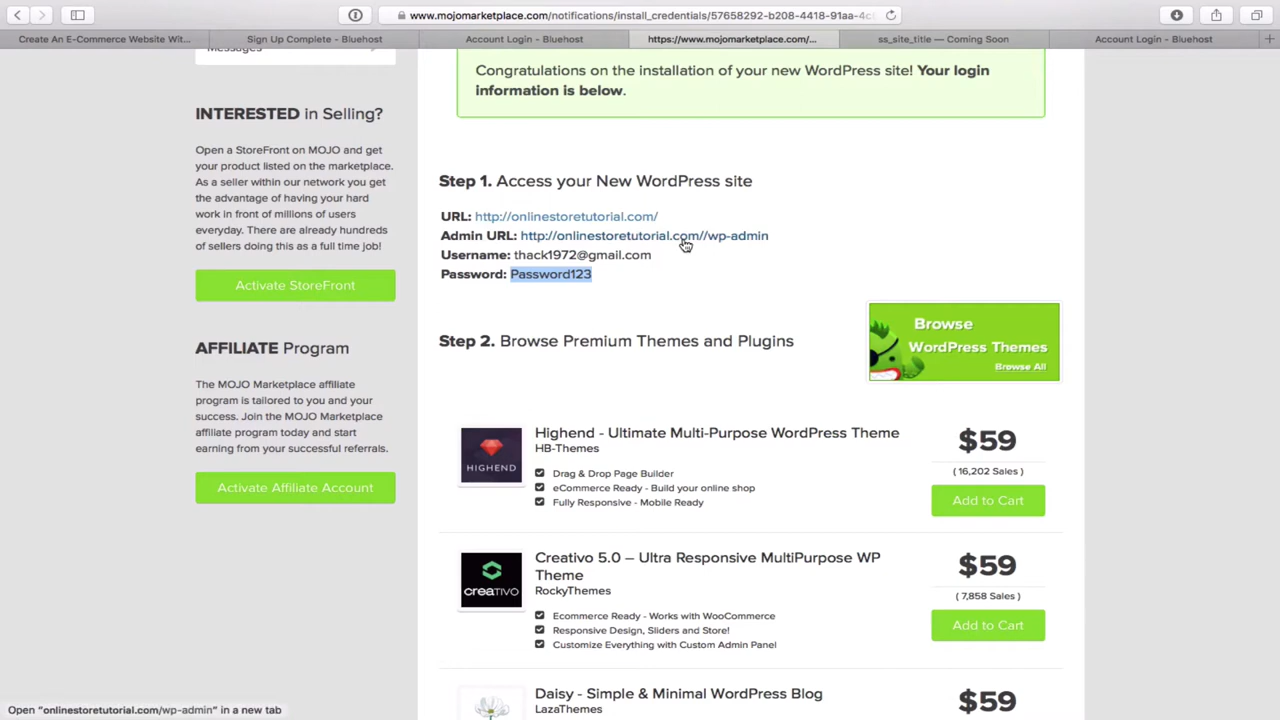 www.mojomarketplace.com/notifications/install_credentials/57658292-b208-4418-91aa-4c
Create An E-Commerce Website Wit...
Sign Up Complete – Bluehost
Account Login - Bluehost
https://www.mojomarketplace.com/...
ss_site_title — Coming Soon
Account Login - Bluehost
Messages
INTERESTED in Selling?
Open a StoreFront on MOJO and get
your product listed on the marketplace.
As a seller within our network you get
the advantage of having your hard
work in front of millions of users
everyday. There are already hundreds
of sellers doing this as a full time job!
Activate StoreFront
AFFILIATE Program
The MOJO Marketplace affiliate
program is tailored to you and your
success. Join the MOJO Marketplace
affiliate program today and start
earning from your successful referrals.
Activate Affiliate Account
Congratulations on the installation of your new WordPress site! Your login
information is below.
Step 1. Access your New WordPress site
URL: http://onlinestoretutorial.com/
Admin URL: http://onlinestoretutorial.com//wp-admin
Username: thack1972@gmail.com
Password: Password123
Step 2. Browse Premium Themes and Plugins
Browse
WordPress Themes
Browse All
HIGHEND
Highend - Ultimate Multi-Purpose WordPress Theme
HB-Themes
Drag & Drop Page Builder
eCommerce Ready - Build your online shop
Fully Responsive - Mobile Ready
$59
( 16,202 Sales )
Add to Cart
creativo
Creativo 5.0 – Ultra Responsive MultiPurpose WP
Theme
RockyThemes
Ecommerce Ready - Works with WooCommerce
Responsive Design, Sliders and Store!
Customize Everything with Custom Admin Panel
$59
( 7,858 Sales )
Add to Cart
Daisy - Simple & Minimal WordPress Blog
LazaThemes
$59
Open "onlinestoretutorial.com/wp-admin" in a new tab